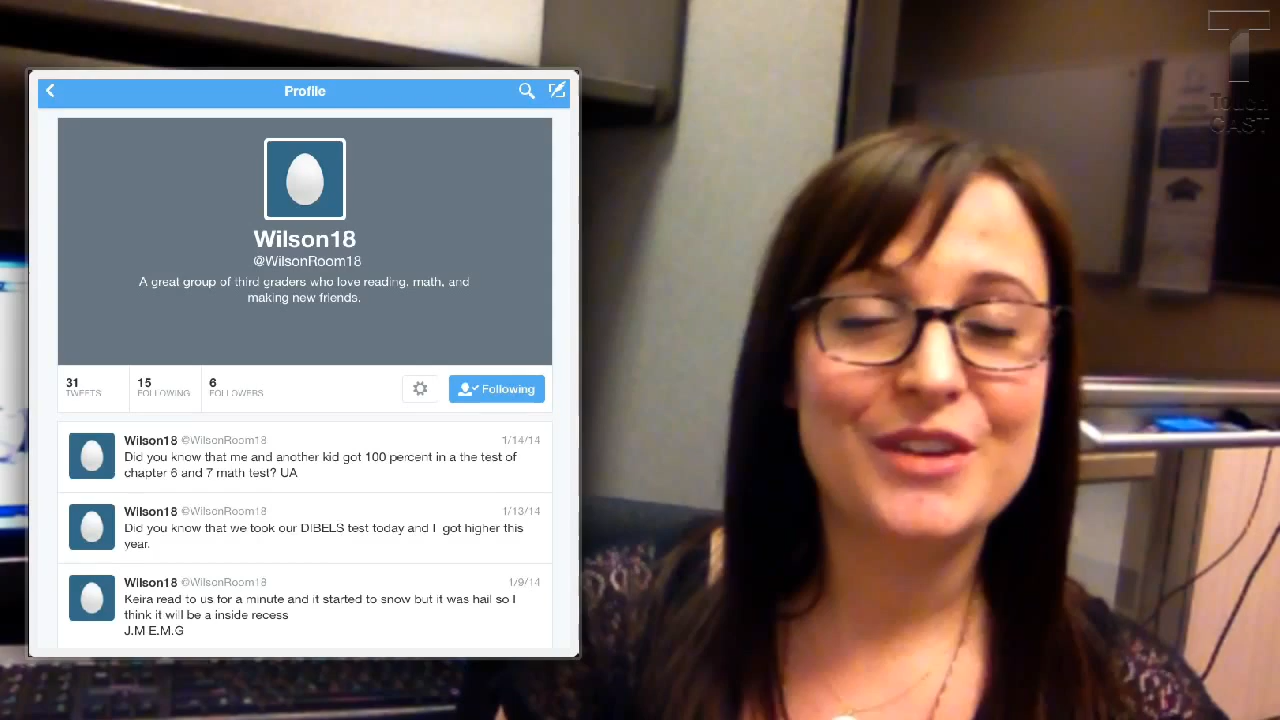 Profile
Wilson18
@WilsonRoom18
A great group of third graders who love reading, math, and
making new friends.
31
TWEETS
15
FOLLOWING
6
FOLLOWERS
Following
Wilson18 @WilsonRoom18 1/14/14
Did you know that me and another kid got 100 percent in a the test of
chapter 6 and 7 math test? UA
Wilson18 @WilsonRoom18 1/13/14
Did you know that we took our DIBELS test today and I got higher this
year.
Wilson18 @WilsonRoom18 1/9/14
Keira read to us for a minute and it started to snow but it was hail so I
think it will be a inside recess
J.M E.M.G
TOUCH
CAST